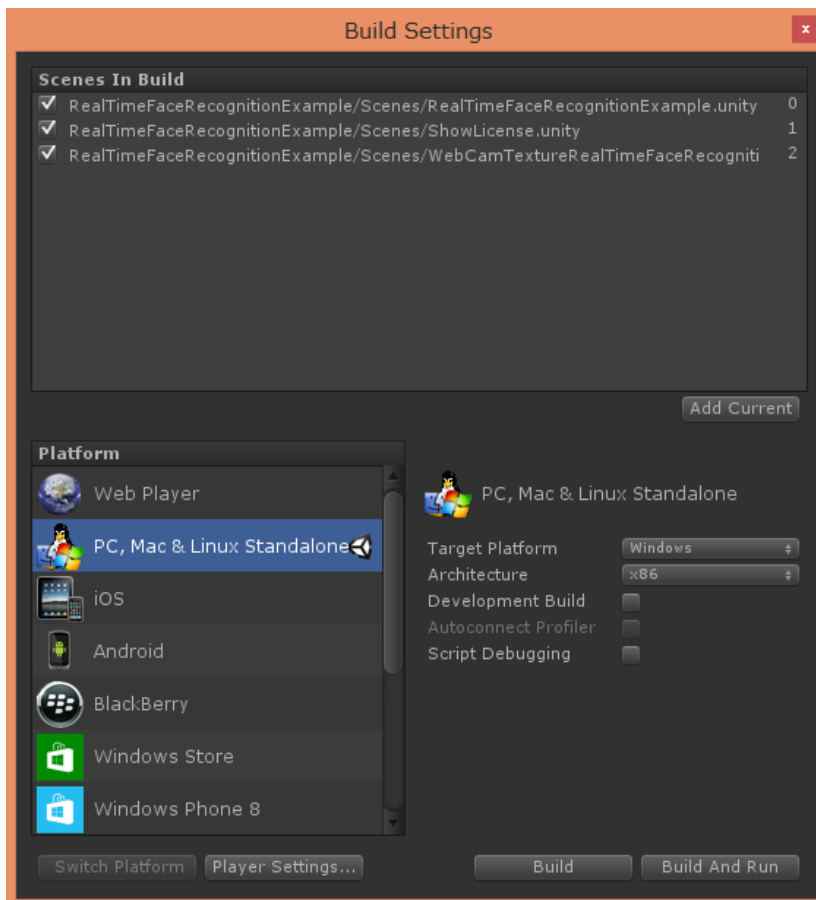 Build Settings
x
Scenes In Build
RealTimeFaceRecognitionExample/Scenes/RealTimeFaceRecognitionExample.unity 0
RealTimeFaceRecognitionExample/Scenes/ShowLicense.unity 1
RealTimeFaceRecognitionExample/Scenes/WebCamTextureRealTimeFaceRecogniti 2
Add Current
Platform
Web Player
PC, Mac & Linux Standalone
iOS
Android
BlackBerry
Windows Store
Windows Phone 8
PC, Mac & Linux Standalone
Target Platform Windows
Architecture x86
Development Build
Autoconnect Profiler
Script Debugging
Switch Platform Player Settings... Build Build And Run